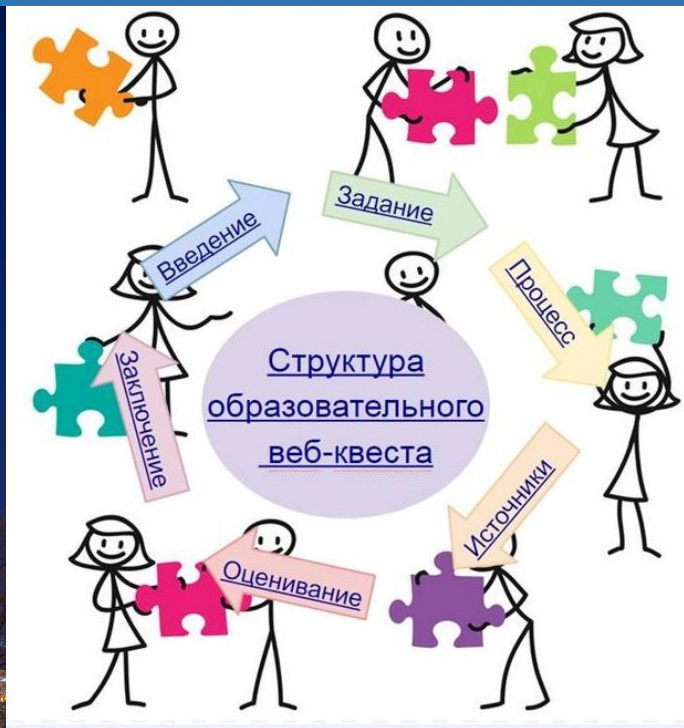 Введение
Задание
Процесс
Источники
Оценивание
Заключение
Структура
образовательного
веб-квеста